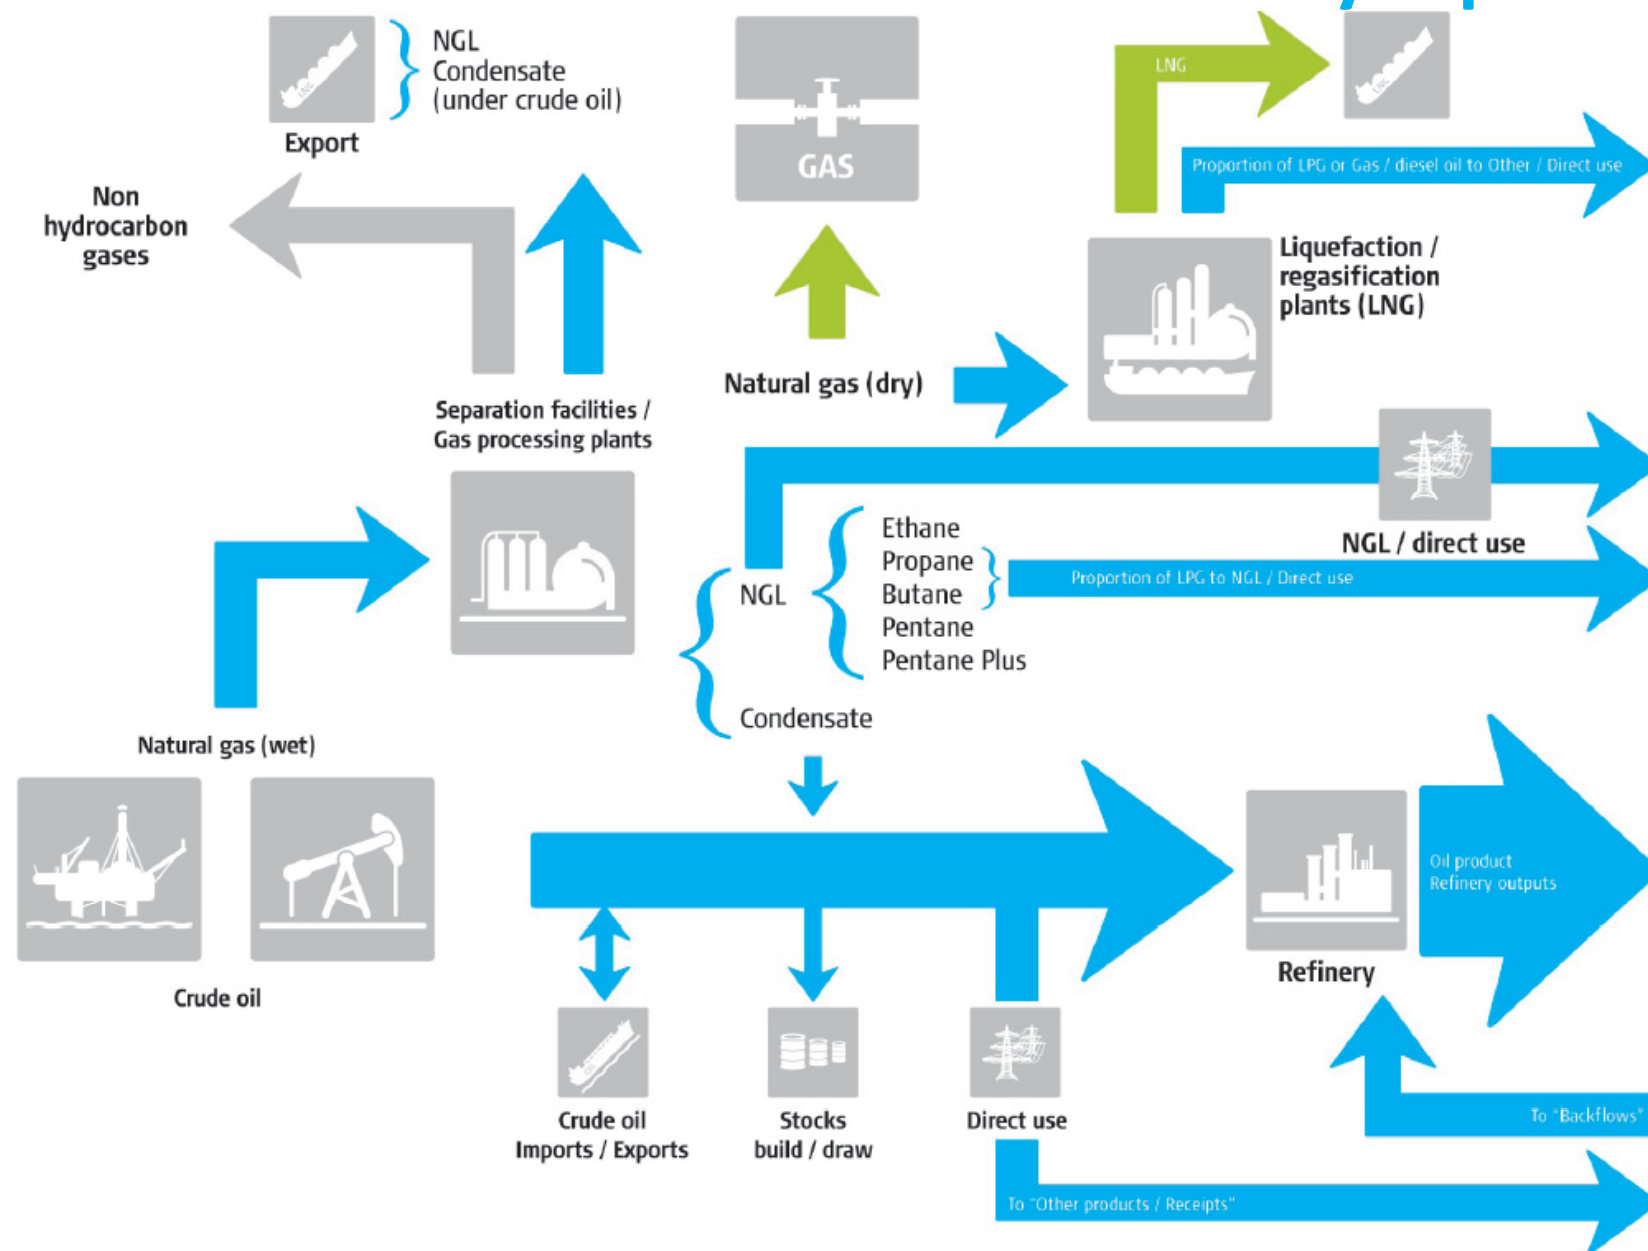 NGL
Condensate
(under crude oil)
LNG
Export
Non
hydrocarbon
gases
GAS
LNG
LNG
Proportion of LPG or Gas / diesel oil to Other / Direct use
Liquefaction /
regasification
plants (LNG)
Natural gas (dry)
Separation facilities /
Gas processing plants
NGL / direct use
Ethane
Propane
Butane
Pentane
Pentane Plus
NGL
Proportion of LPG to NGL / Direct use
Condensate
Natural gas (wet)
Crude oil
Oil product
Refinery outputs
Refinery
OIL
Crude oil
Imports / Exports
Stocks
build / draw
Direct use
To "Backflows"
To "Other products / Receipts"